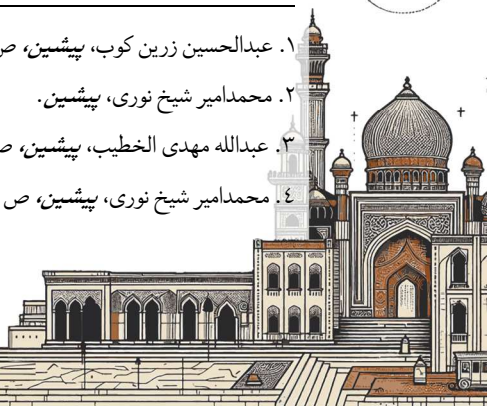 ۱. عبدالحسین زرین کوب، پیشین، ص
۲. محمدامیر شیخ نوری، پیشین.
۳. عبدالله مهدی الخطیب، پیشین، ص
٤. محمدامیر شیخ نوری، پیشین، ص